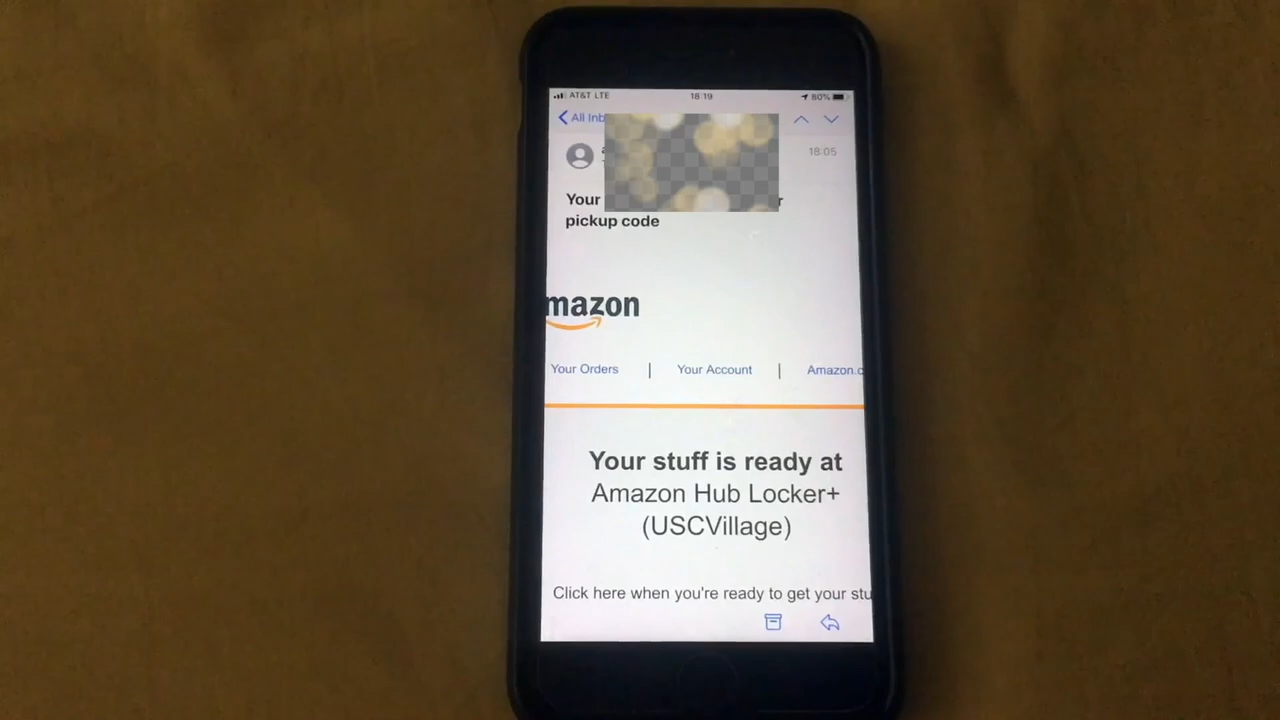 AT&T LTE 18:19 80%
All Inb
18:05
Your r
pickup code
mazon
Your Orders | Your Account | Amazon.c
Your stuff is ready at
Amazon Hub Locker+
(USCVillage)
Click here when you're ready to get your stu